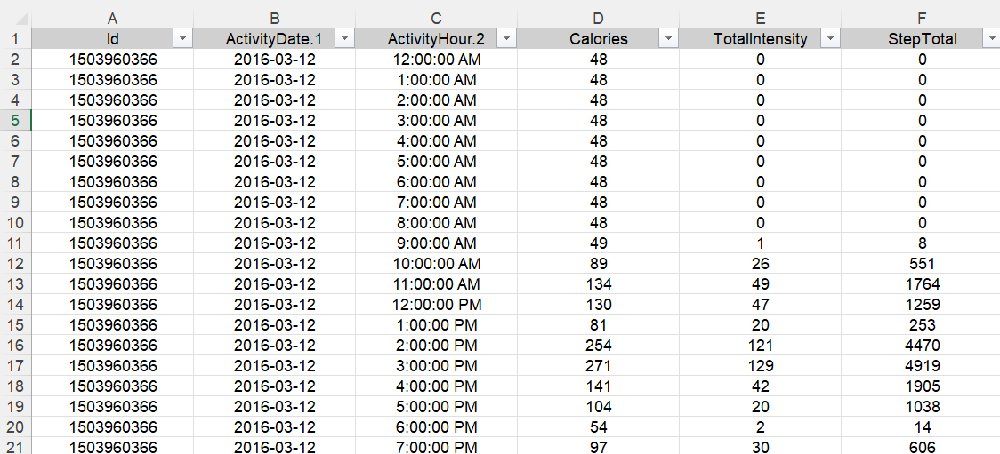 A B C D E F
1 Id ActivityDate.1 ActivityHour.2 Calories TotalIntensity StepTotal
2 1503960366 2016-03-12 12:00:00 AM 48 0 0
3 1503960366 2016-03-12 1:00:00 AM 48 0 0
4 1503960366 2016-03-12 2:00:00 AM 48 0 0
5 1503960366 2016-03-12 3:00:00 AM 48 0 0
6 1503960366 2016-03-12 4:00:00 AM 48 0 0
7 1503960366 2016-03-12 5:00:00 AM 48 0 0
8 1503960366 2016-03-12 6:00:00 AM 48 0 0
9 1503960366 2016-03-12 7:00:00 AM 48 0 0
10 1503960366 2016-03-12 8:00:00 AM 48 0 0
11 1503960366 2016-03-12 9:00:00 AM 49 1 8
12 1503960366 2016-03-12 10:00:00 AM 89 26 551
13 1503960366 2016-03-12 11:00:00 AM 134 49 1764
14 1503960366 2016-03-12 12:00:00 PM 130 47 1259
15 1503960366 2016-03-12 1:00:00 PM 81 20 253
16 1503960366 2016-03-12 2:00:00 PM 254 121 4470
17 1503960366 2016-03-12 3:00:00 PM 271 129 4919
18 1503960366 2016-03-12 4:00:00 PM 141 42 1905
19 1503960366 2016-03-12 5:00:00 PM 104 20 1038
20 1503960366 2016-03-12 6:00:00 PM 54 2 14
21 1503960366 2016-03-12 7:00:00 PM 97 30 606